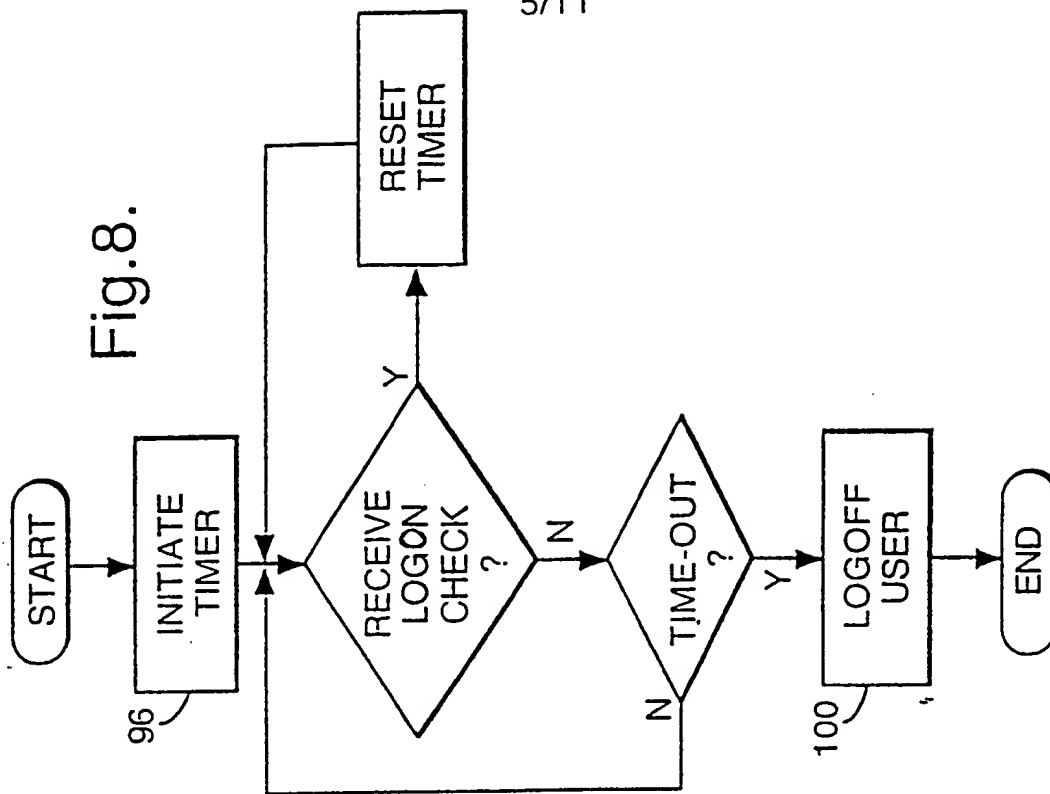 5/11
Fig.8.
START
INITIATE
TIMER
96
RECEIVE
LOGON
CHECK
?
Y
RESET
TIMER
N
TIME-OUT
?
N
Y
LOGOFF
USER
100
END